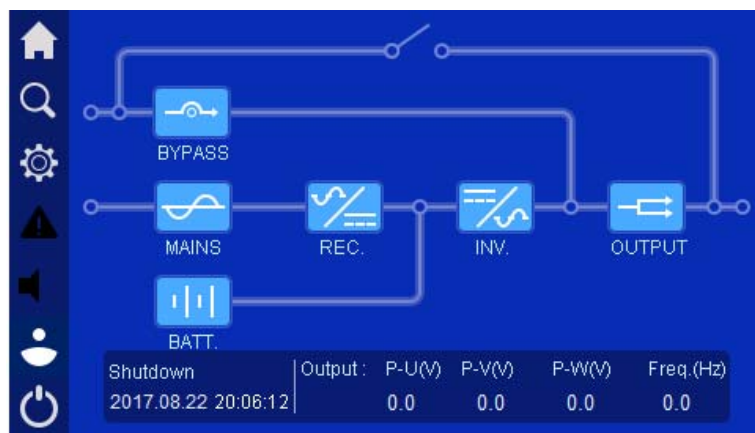 BYPASS
MAINS
REC.
INV.
OUTPUT
BATT.
Shutdown
2017.08.22 20:06:12
Output : P-U(V) P-V(V) P-W(V) Freq.(Hz)
0.0 0.0 0.0 0.0